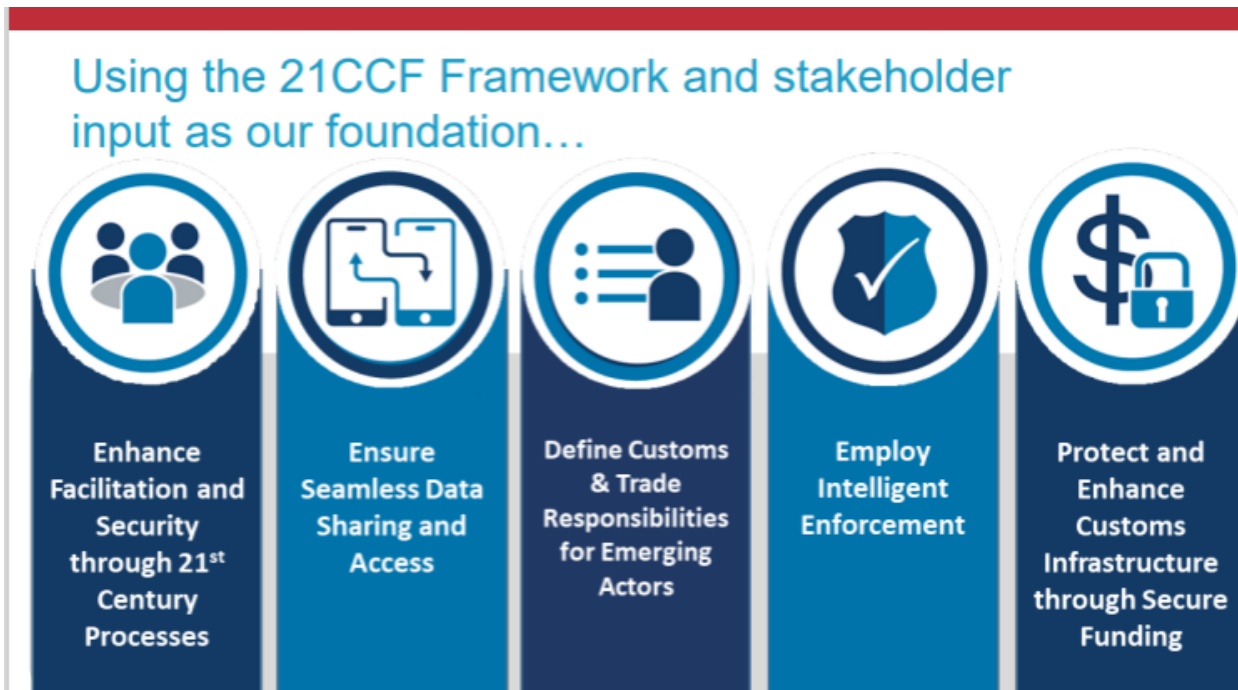 Using the 21CCF Framework and stakeholder
input as our foundation…
Enhance
Facilitation and
Security
through 21st
Century
Processes
Ensure
Seamless Data
Sharing and
Access
Define Customs
& Trade
Responsibilities
for Emerging
Actors
Employ
Intelligent
Enforcement
Protect and
Enhance
Customs
Infrastructure
through Secure
Funding